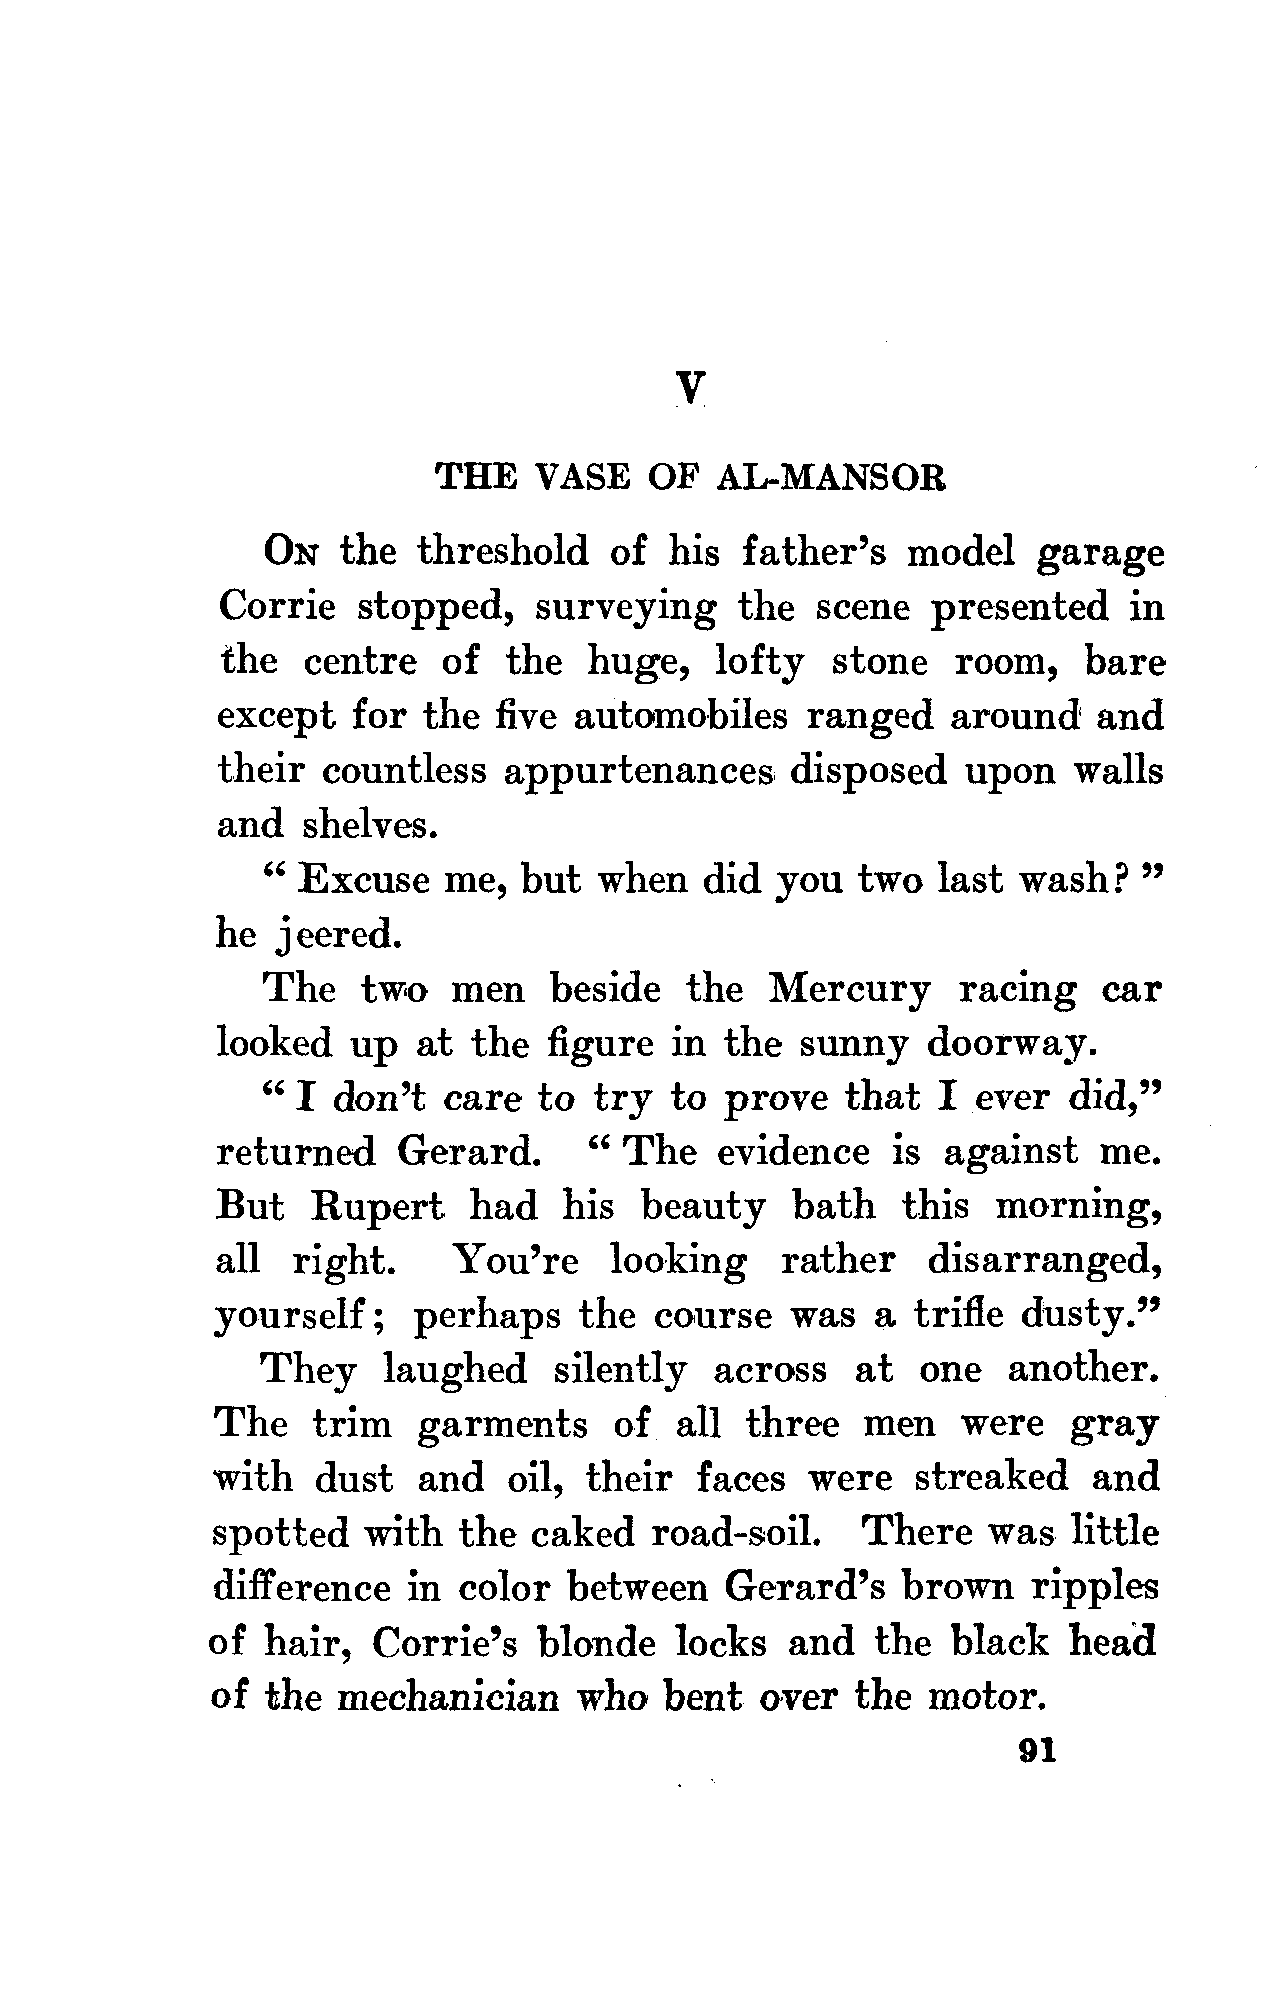 V
THE VASE OF AL-MANSOR
ON the threshold of his father's model garage
Corrie stopped, surveying the scene presented in
the centre of the huge, lofty stone room, bare
except for the five automobiles ranged around and
their countless appurtenances disposed upon walls
and shelves.
“ Excuse me, but when did you two last wash? ”
he jeered.
The two men beside the Mercury racing car
looked up at the figure in the sunny doorway.
“ I don't care to try to prove that I ever did,”
returned Gerard. “ The evidence is against me.
But Rupert had his beauty bath this morning,
all right. You're looking rather disarranged,
yourself; perhaps the course was a trifle dusty.”
They laughed silently across at one another.
The trim garments of all three men were gray
with dust and oil, their faces were streaked and
spotted with the caked road-soil. There was little
difference in color between Gerard's brown ripples
of hair, Corrie's blonde locks and the black head
of the mechanician who bent over the motor.
91